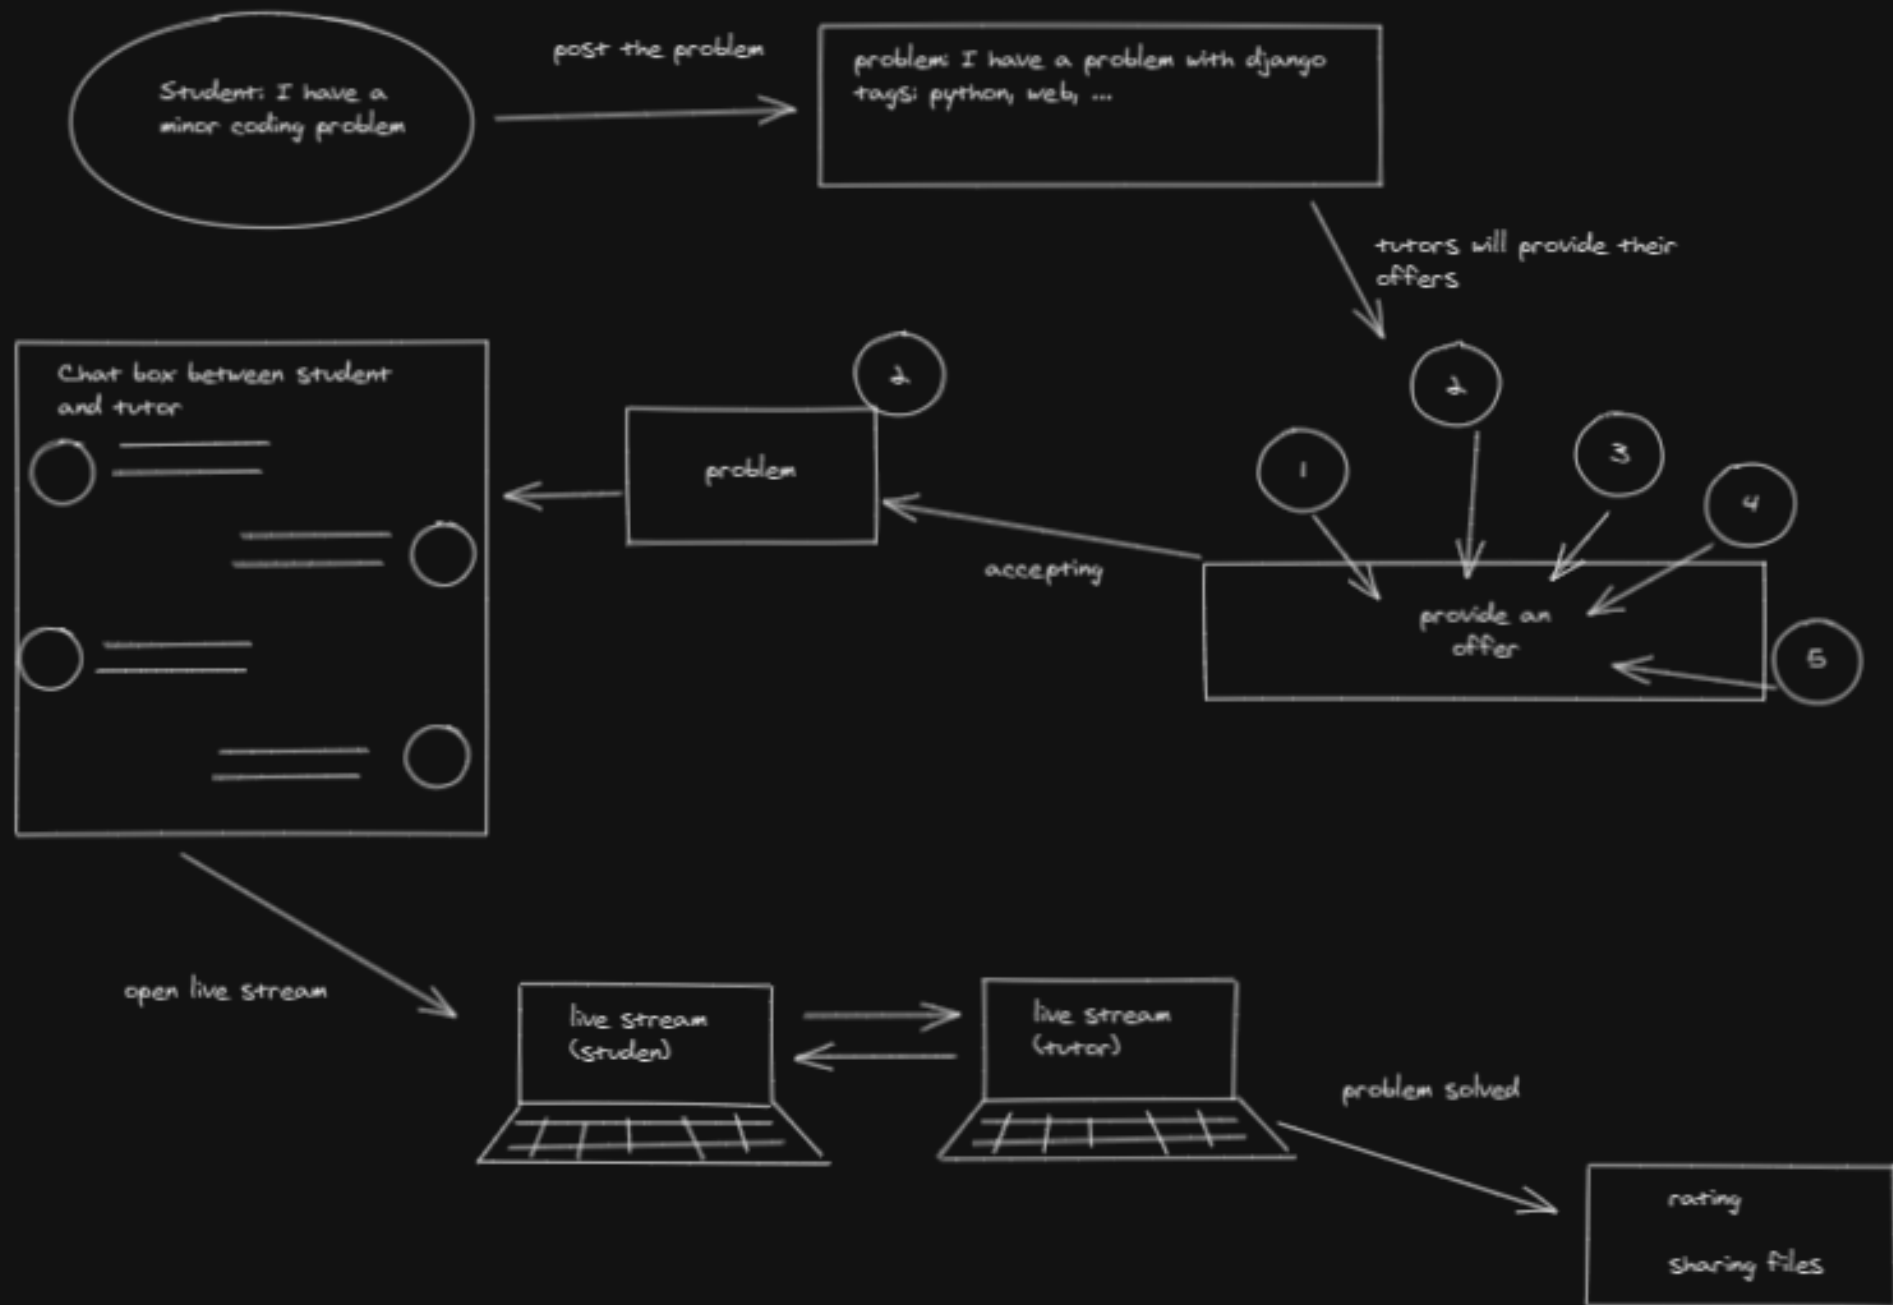 Student: I have a
minor coding problem
post the problem
problem: I have a problem with django
tags: python, web, ...
tutors will provide their
offers
1
2
3
4
5
provide an
offer
accepting
2
problem
Chat box between student
and tutor
open live stream
live stream
(studen)
live stream
(tutor)
problem solved
rating
sharing files